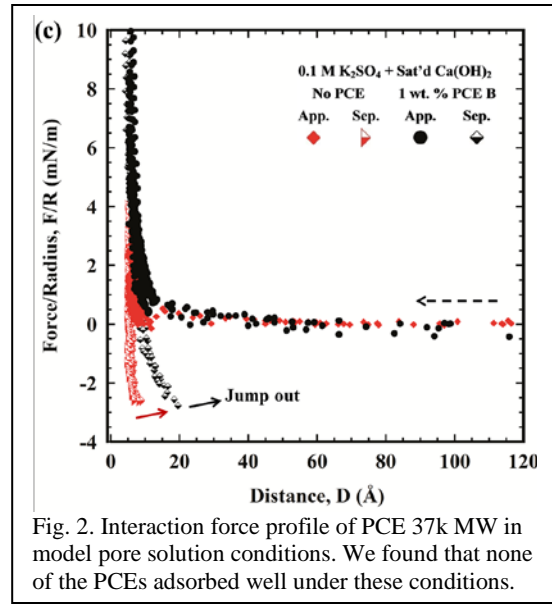 (c)
0.1 M K₂SO₄ + Sat'd Ca(OH)₂
No PCE 1 wt. % PCE B
App. Sep. App. Sep.
Force/Radius, F/R (mN/m)
10
8
6
4
2
0
-2
-4
Jump out
0 20 40 60 80 100 120
Distance, D (Å)
Fig. 2. Interaction force profile of PCE 37k MW in
model pore solution conditions. We found that none
of the PCEs adsorbed well under these conditions.